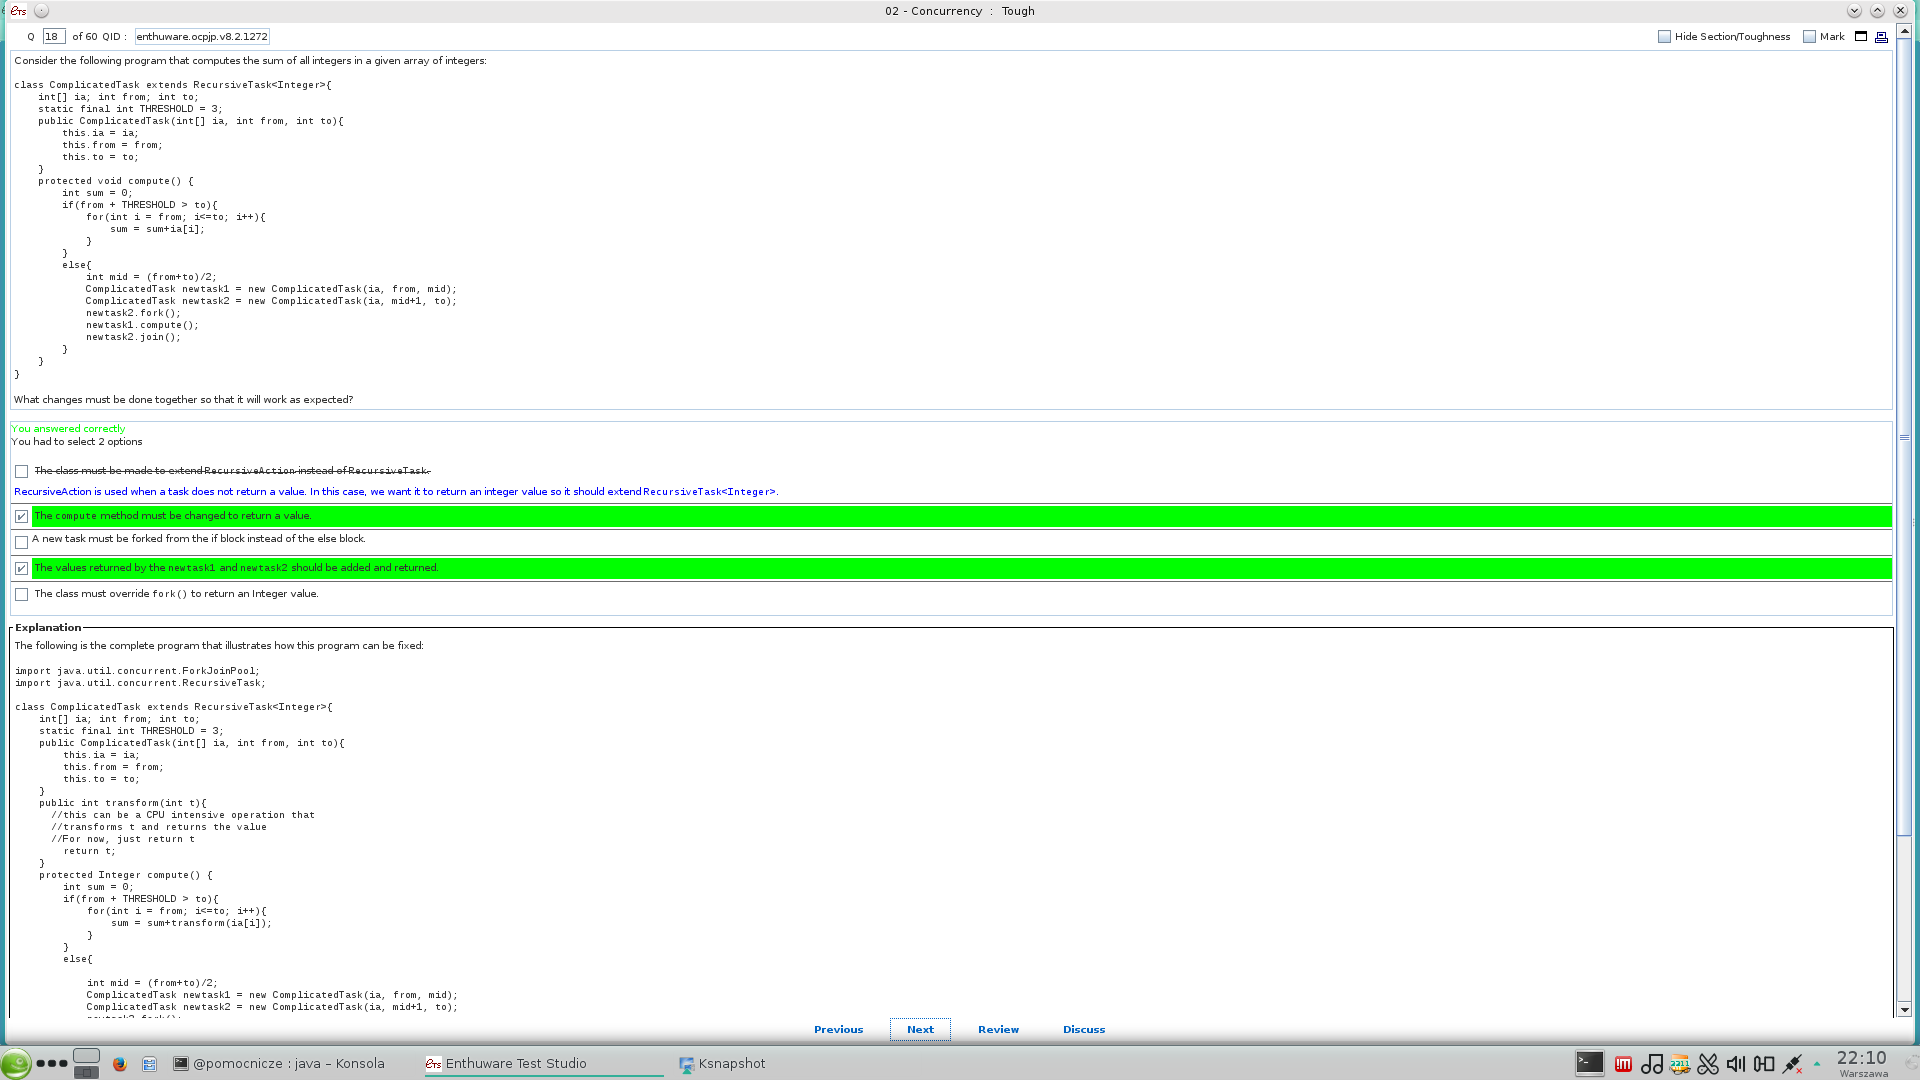 ets
02 - Concurrency : Tough
Q 18 of 60 QID : enthuware.ocpjp.v8.2.1272
Hide Section/Toughness Mark
Consider the following program that computes the sum of all integers in a given array of integers:
class ComplicatedTask extends RecursiveTask<Integer>{
    int[] ia; int from; int to;
    static final int THRESHOLD = 3;
    public ComplicatedTask(int[] ia, int from, int to){
        this.ia = ia;
        this.from = from;
        this.to = to;
    }
    protected void compute() {
        int sum = 0;
        if(from + THRESHOLD > to){
            for(int i = from; i<=to; i++){
                sum = sum+ia[i];
            }
        }
        else{
            int mid = (from+to)/2;
            ComplicatedTask newtask1 = new ComplicatedTask(ia, from, mid);
            ComplicatedTask newtask2 = new ComplicatedTask(ia, mid+1, to);
            newtask2.fork();
            newtask1.compute();
            newtask2.join();
        }
    }
}
What changes must be done together so that it will work as expected?
You answered correctly
You had to select 2 options
The class must be made to extend RecursiveAction instead of RecursiveTask.
RecursiveAction is used when a task does not return a value. In this case, we want it to return an integer value so it should extend RecursiveTask<Integer>.
The compute method must be changed to return a value.
A new task must be forked from the if block instead of the else block.
The values returned by the newtask1 and newtask2 should be added and returned.
The class must override fork() to return an Integer value.
Explanation
The following is the complete program that illustrates how this program can be fixed:
import java.util.concurrent.ForkJoinPool;
import java.util.concurrent.RecursiveTask;
class ComplicatedTask extends RecursiveTask<Integer>{
    int[] ia; int from; int to;
    static final int THRESHOLD = 3;
    public ComplicatedTask(int[] ia, int from, int to){
        this.ia = ia;
        this.from = from;
        this.to = to;
    }
    public int transform(int t){
      //this can be a CPU intensive operation that
      //transforms t and returns the value
      //For now, just return t
        return t;
    }
    protected Integer compute() {
        int sum = 0;
        if(from + THRESHOLD > to){
            for(int i = from; i<=to; i++){
                sum = sum+transform(ia[i]);
            }
        }
        else{
            int mid = (from+to)/2;
            ComplicatedTask newtask1 = new ComplicatedTask(ia, from, mid);
            ComplicatedTask newtask2 = new ComplicatedTask(ia, mid+1, to);
Previous Next Review Discuss
@pomocnicze : java – Konsola
ets Enthuware Test Studio
Ksnapshot
22:10
Warszawa